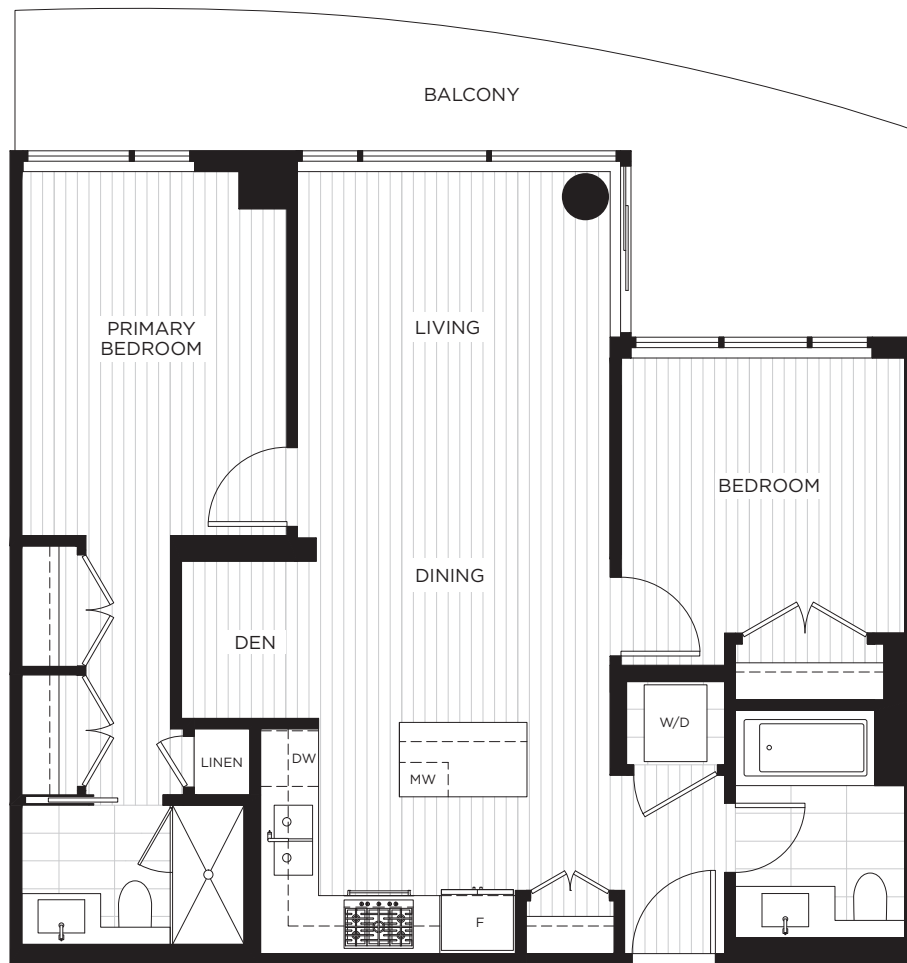 BALCONY
PRIMARY
BEDROOM
LIVING
BEDROOM
DINING
DEN
W/D
LINEN
DW
MW
F